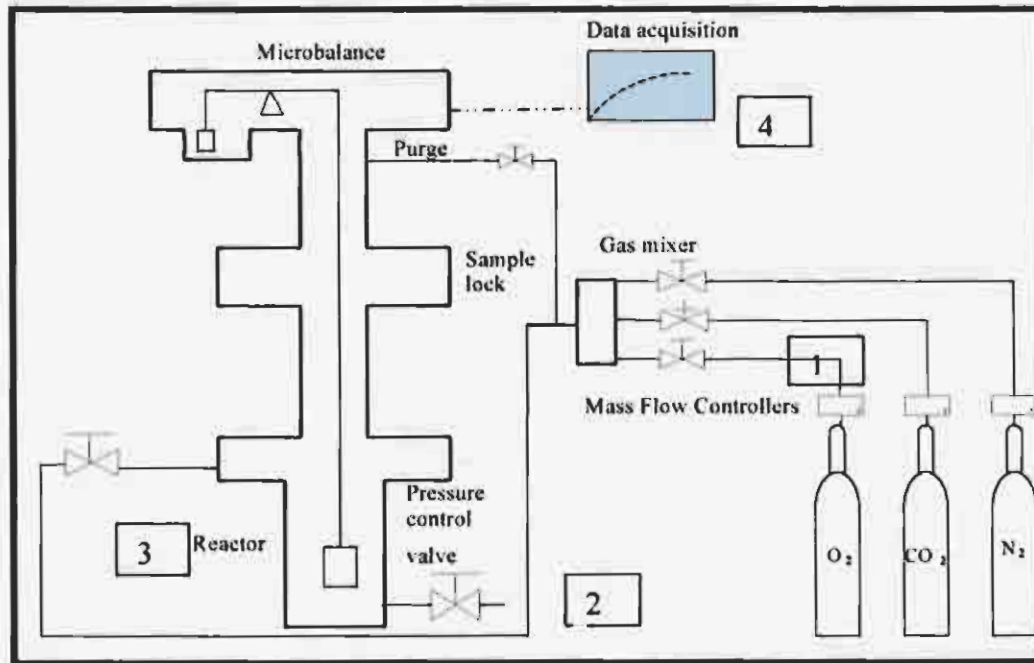 Data acquisition
Microbalance
4
Purge
Gas mixer
Sample
lock
1
Mass Flow Controllers
Pressure
control
valve
3
Reactor
2
O₂
CO₂
N₂